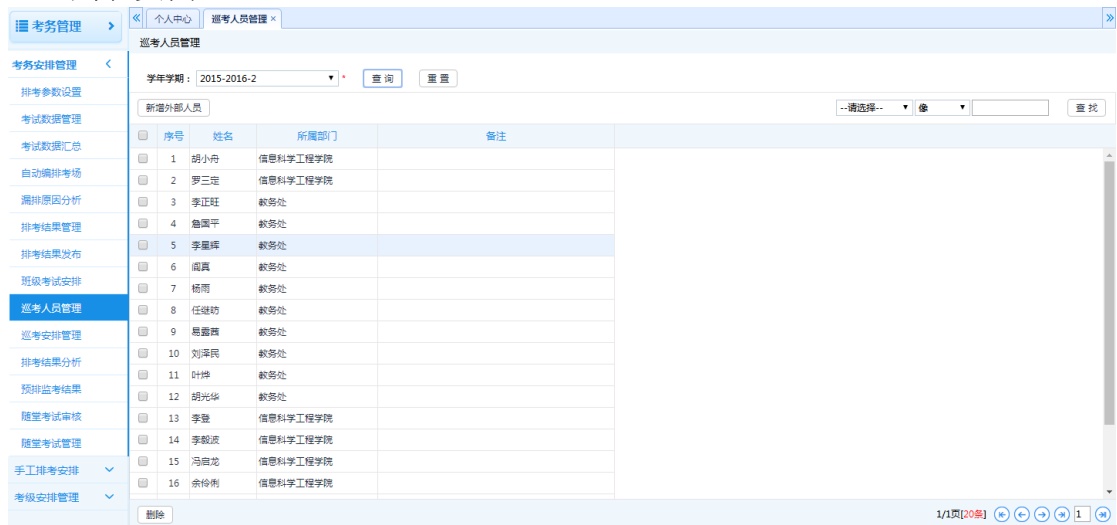 考务管理
个人中心 巡考人员管理 ×
巡考人员管理
考务安排管理
排考参数设置
考试数据管理
考试数据汇总
自动编排考场
漏排原因分析
排考结果管理
排考结果发布
班级考试安排
巡考人员管理
巡考安排管理
排考结果分析
预排监考结果
随堂考试审核
随堂考试管理
手工排考安排
考级安排管理
学年学期： 2015-2016-2 * 查 询 重 置
新增外部人员 --请选择-- 像 查 找
序号 姓名 所属部门 备注
1 胡小舟 信息科学工程学院
2 罗三定 信息科学工程学院
3 李正旺 教务处
4 詹国平 教务处
5 李星辉 教务处
6 阎真 教务处
7 杨雨 教务处
8 任继昉 教务处
9 易露茜 教务处
10 刘泽民 教务处
11 叶烨 教务处
12 胡光华 教务处
13 李登 信息科学工程学院
14 李毅波 信息科学工程学院
15 冯启龙 信息科学工程学院
16 余伶俐 信息科学工程学院
删除 1/1页[20条] 1